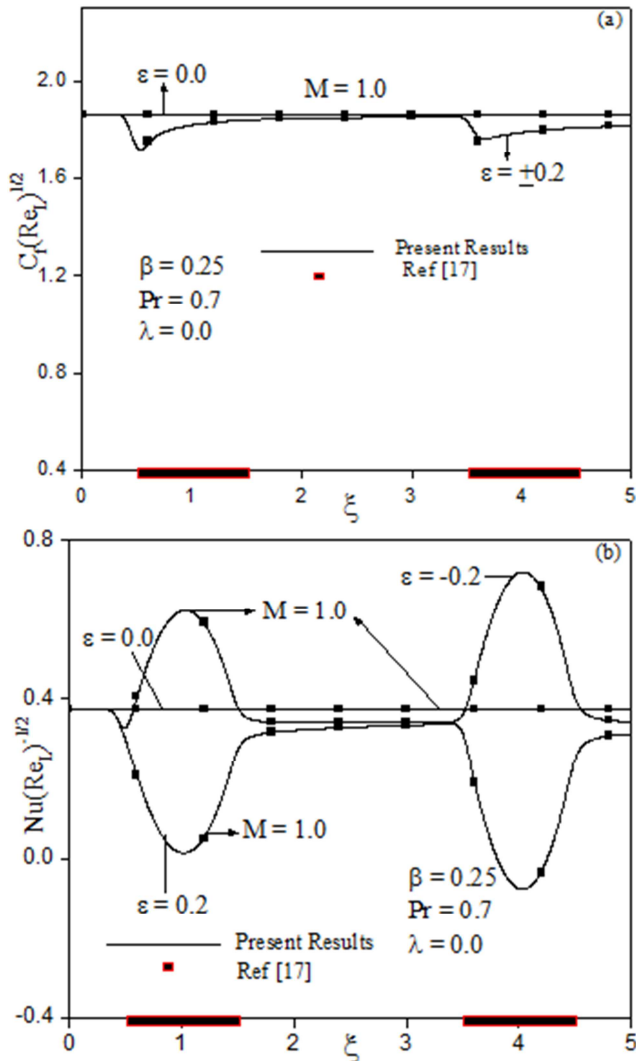 (a)
2.0
ε = 0.0
M = 1.0
1.6
ε = ±0.2
C_f(Re_L)^1/2
Present Results
β = 0.25
Ref [17]
1.2
Pr = 0.7
λ = 0.0
0.8
0.4
0 1 2 3 4 5
ξ
0.8
(b)
ε = -0.2
M = 1.0
ε = 0.0
0.4
Nu(Re_L)^-1/2
M = 1.0
0.0
β = 0.25
ε = 0.2
Pr = 0.7
λ = 0.0
Present Results
Ref [17]
-0.4
0 1 2 3 4 5
ξ